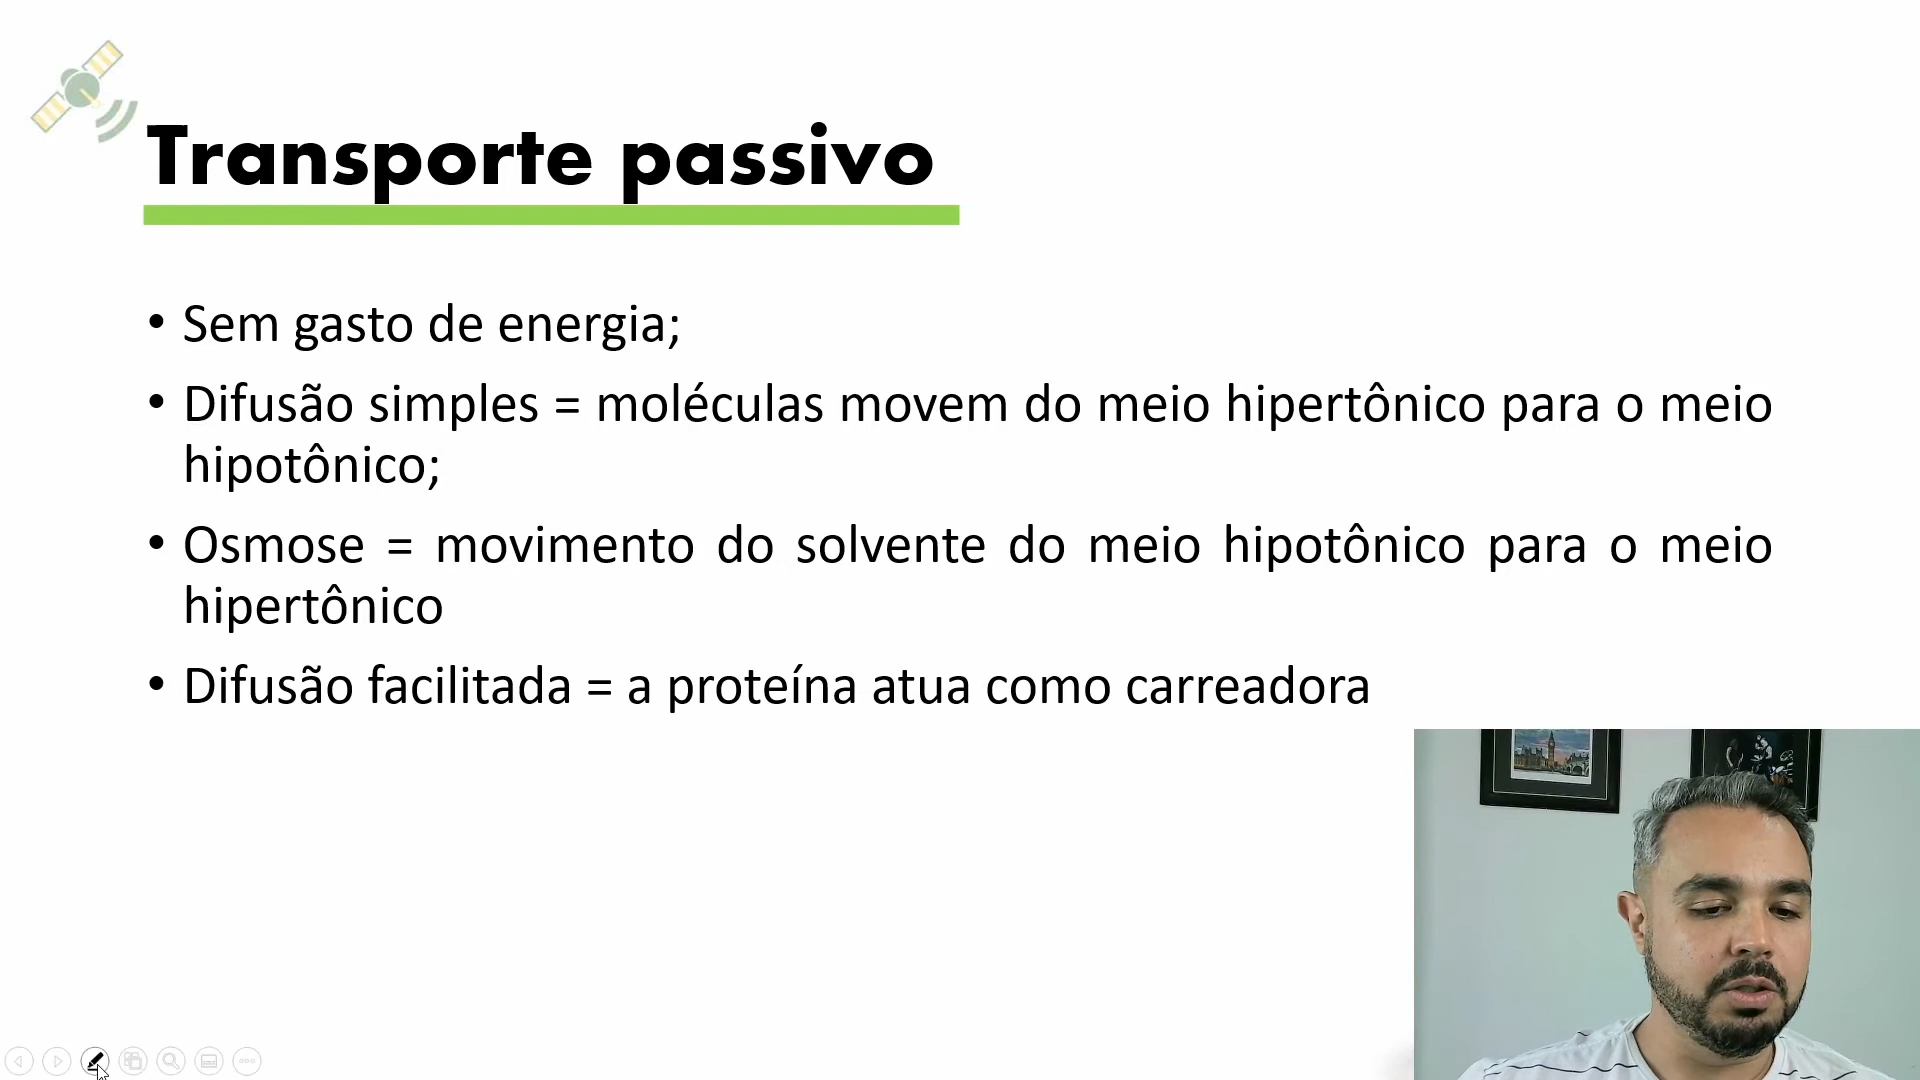 Transporte passivo
• Sem gasto de energia;
• Difusão simples = moléculas movem do meio hipertônico para o meio
hipotônico;
• Osmose = movimento do solvente do meio hipotônico para o meio
hipertônico
• Difusão facilitada = a proteína atua como carreadora